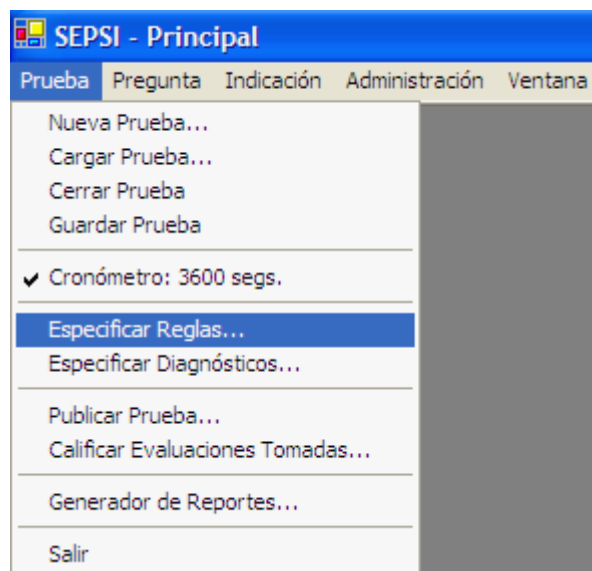 SEPSI - Principal
Prueba Pregunta Indicación Administración Ventana
Nueva Prueba...
Cargar Prueba...
Cerrar Prueba
Guardar Prueba
Cronómetro: 3600 segs.
Especificar Reglas...
Especificar Diagnósticos...
Publicar Prueba...
Calificar Evaluaciones Tomadas...
Generador de Reportes...
Salir